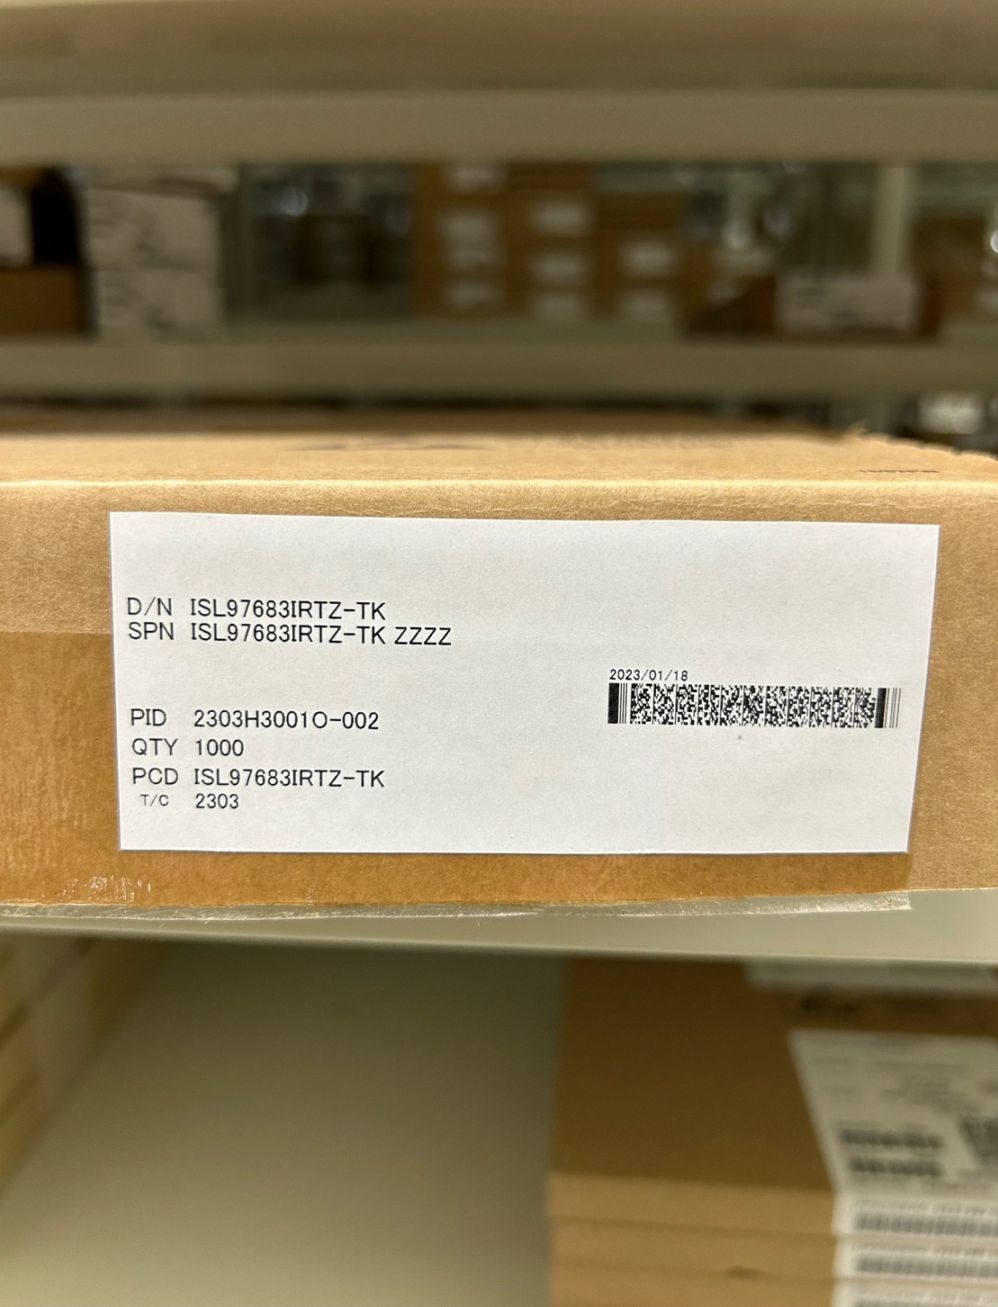 D/N ISL97683IRTZ-TK
SPN ISL97683IRTZ-TK ZZZZ
2023/01/18
PID 2303H3001O-002
QTY 1000
PCD ISL97683IRTZ-TK
T/C 2303